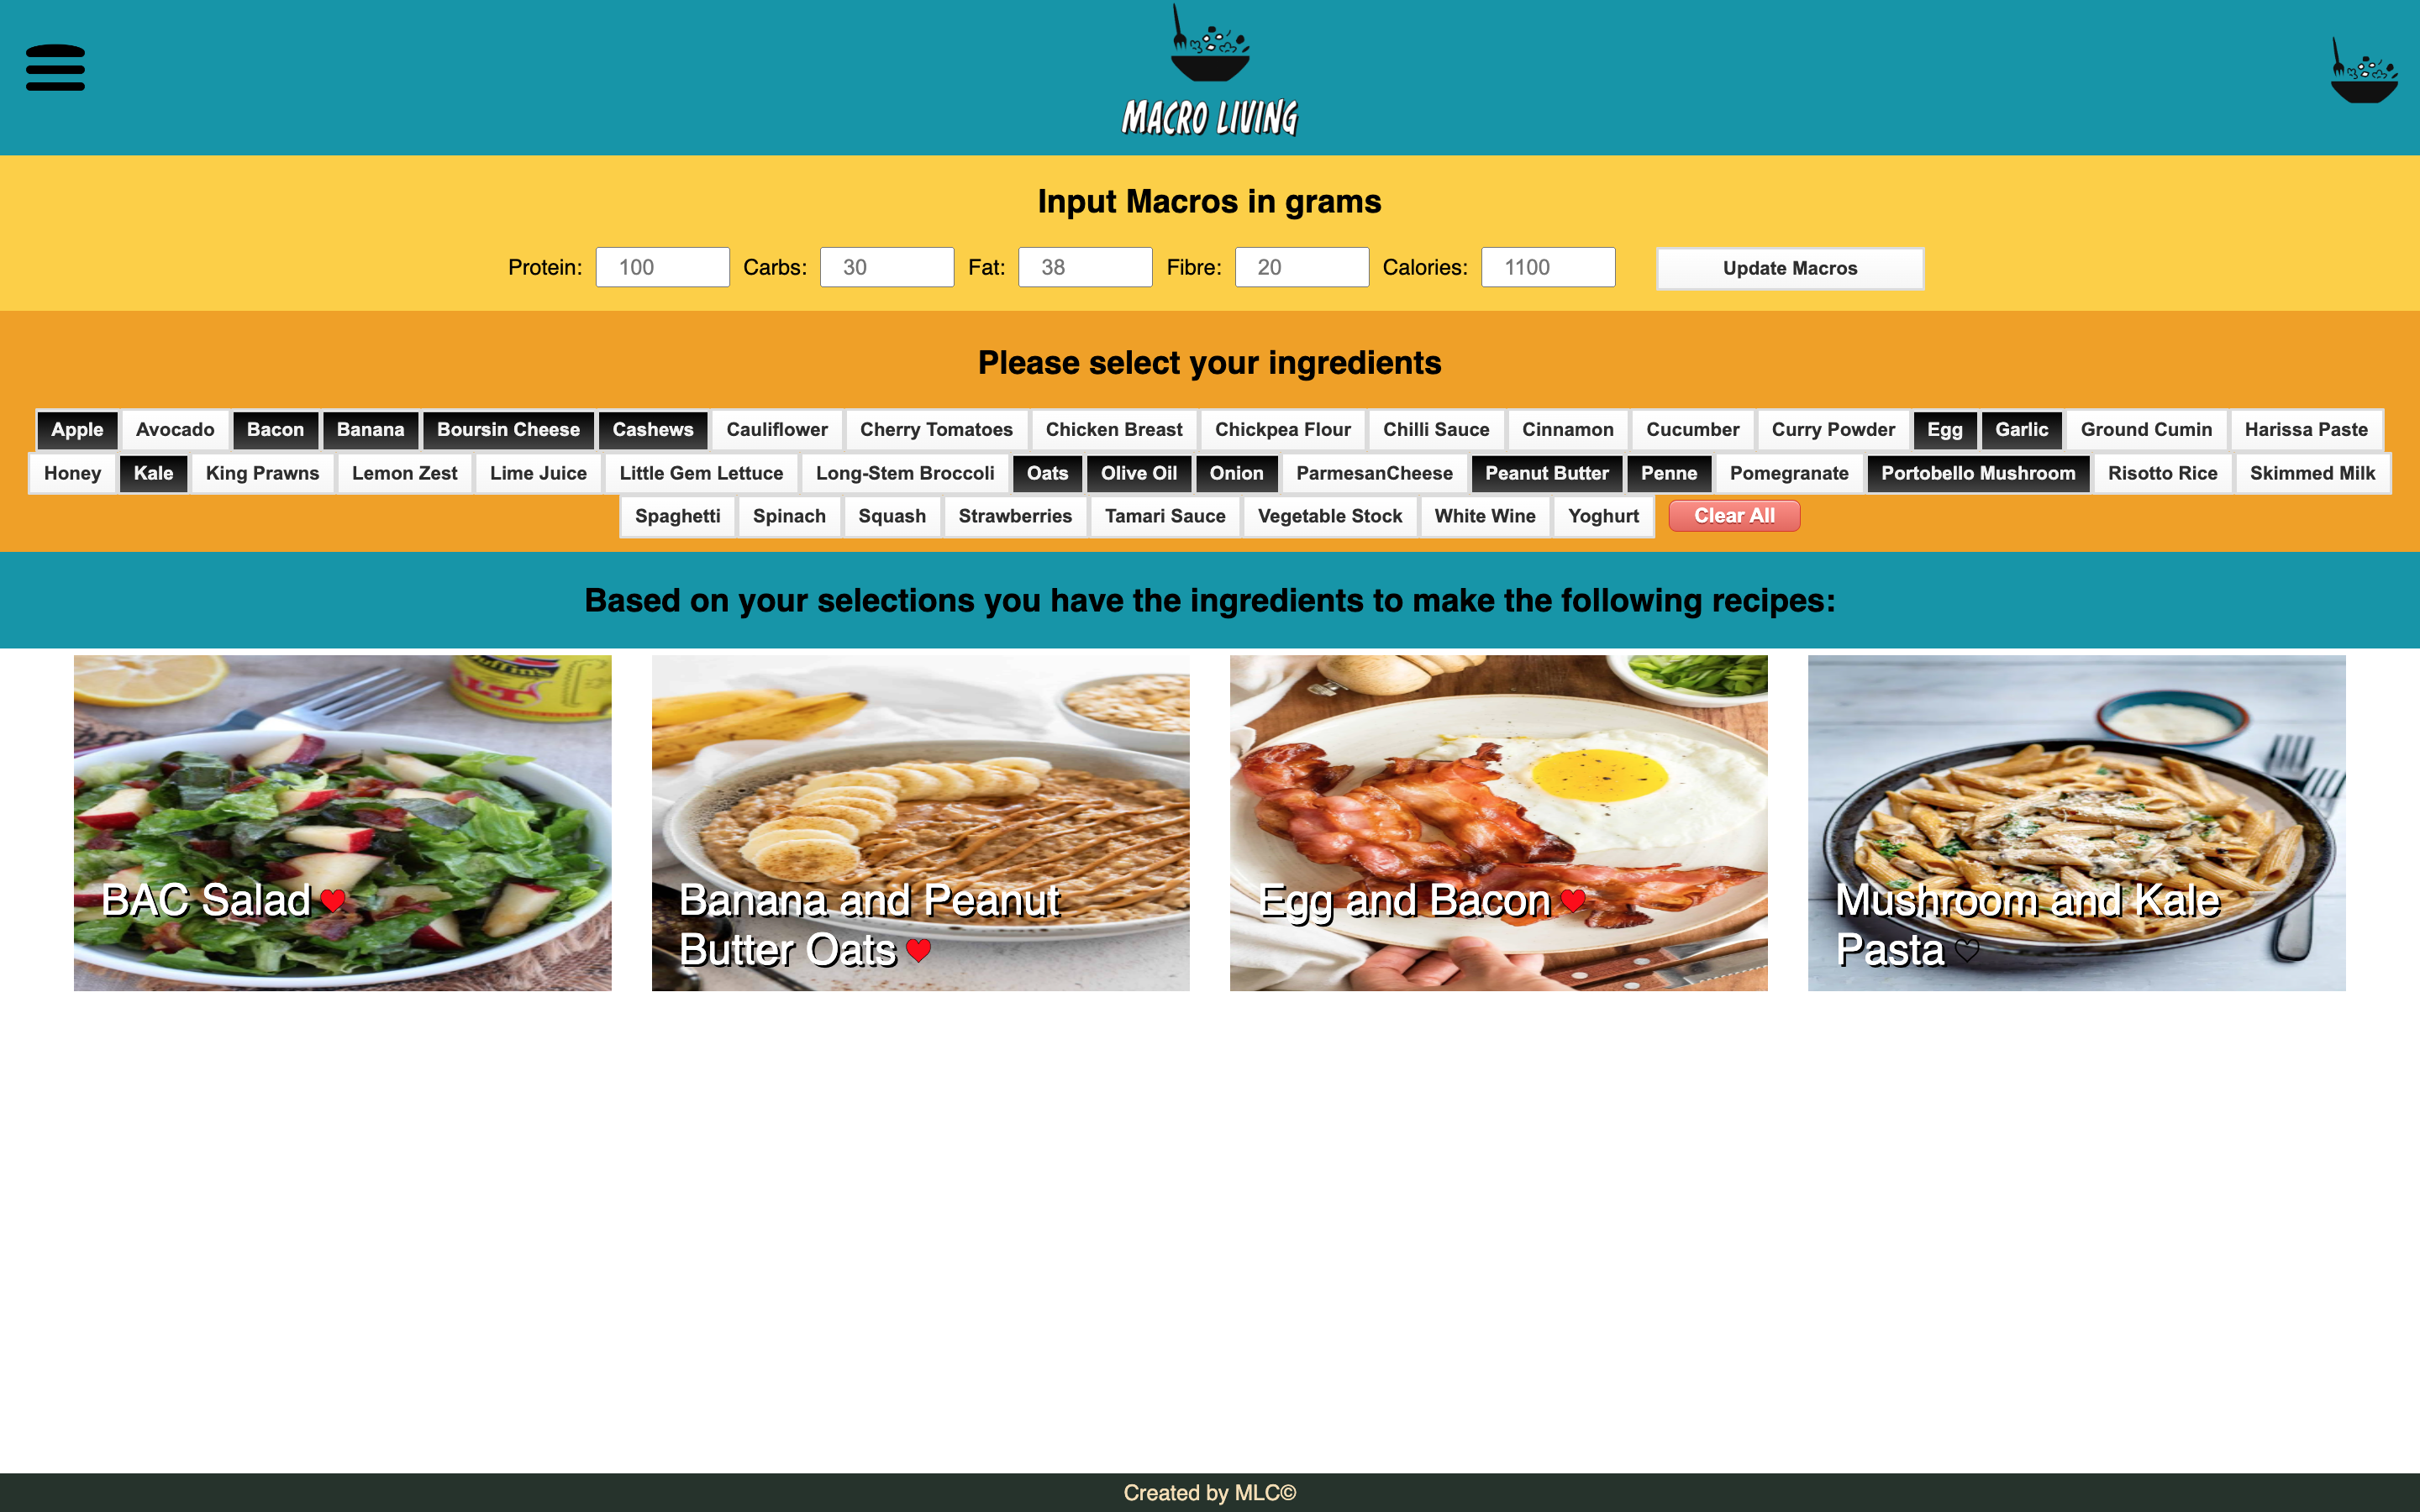 MACRO LIVING
Input Macros in grams
Protein: 100 Carbs: 30 Fat: 38 Fibre: 20 Calories: 1100 Update Macros
Please select your ingredients
Apple Avocado Bacon Banana Boursin Cheese Cashews Cauliflower Cherry Tomatoes Chicken Breast Chickpea Flour Chilli Sauce Cinnamon Cucumber Curry Powder Egg Garlic Ground Cumin Harissa Paste
Honey Kale King Prawns Lemon Zest Lime Juice Little Gem Lettuce Long-Stem Broccoli Oats Olive Oil Onion ParmesanCheese Peanut Butter Penne Pomegranate Portobello Mushroom Risotto Rice Skimmed Milk
Spaghetti Spinach Squash Strawberries Tamari Sauce Vegetable Stock White Wine Yoghurt Clear All
Based on your selections you have the ingredients to make the following recipes:
BAC Salad
Banana and Peanut
Butter Oats
Egg and Bacon
Mushroom and Kale
Pasta
Created by MLC©